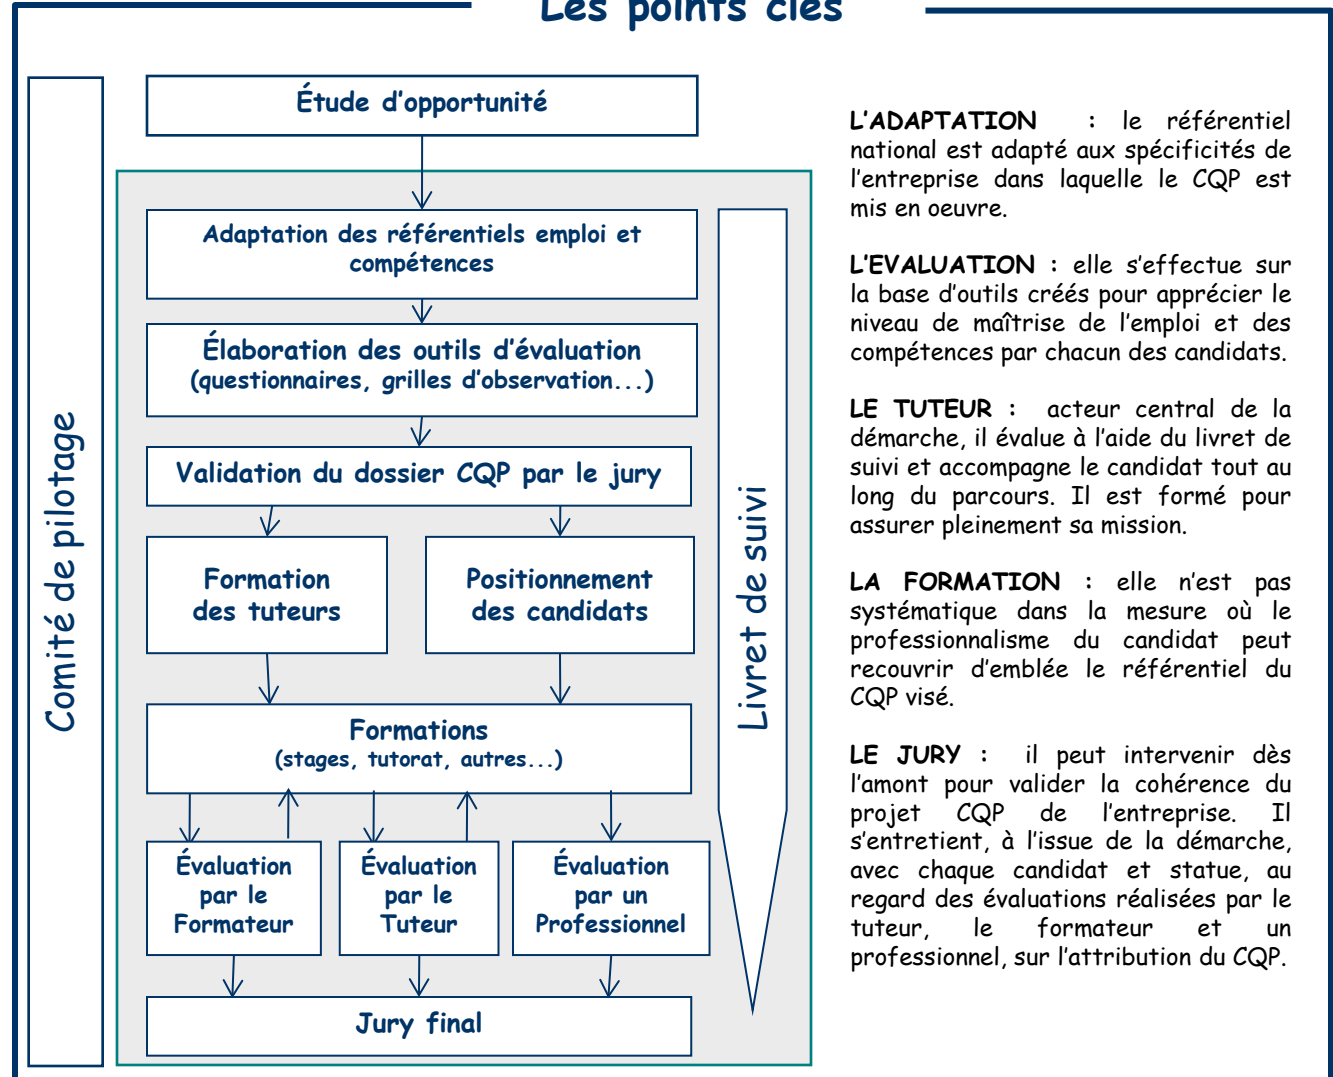 Les points clés
Comité de pilotage
Étude d'opportunité
Adaptation des référentiels emploi et
compétences
Élaboration des outils d'évaluation
(questionnaires, grilles d'observation...)
Validation du dossier CQP par le jury
Formation
des tuteurs
Positionnement
des candidats
Formations
(stages, tutorat, autres...)
Évaluation
par le
Formateur
Évaluation
par le
Tuteur
Évaluation
par un
Professionnel
Jury final
Livret de suivi
L'ADAPTATION : le référentiel
national est adapté aux spécificités de
l'entreprise dans laquelle le CQP est
mis en oeuvre.
L'EVALUATION : elle s'effectue sur
la base d'outils créés pour apprécier le
niveau de maîtrise de l'emploi et des
compétences par chacun des candidats.
LE TUTEUR : acteur central de la
démarche, il évalue à l'aide du livret de
suivi et accompagne le candidat tout au
long du parcours. Il est formé pour
assurer pleinement sa mission.
LA FORMATION : elle n'est pas
systématique dans la mesure où le
professionnalisme du candidat peut
recouvrir d'emblée le référentiel du
CQP visé.
LE JURY : il peut intervenir dès
l'amont pour valider la cohérence du
projet CQP de l'entreprise. Il
s'entretient, à l'issue de la démarche,
avec chaque candidat et statue, au
regard des évaluations réalisées par le
tuteur, le formateur et un
professionnel, sur l'attribution du CQP.